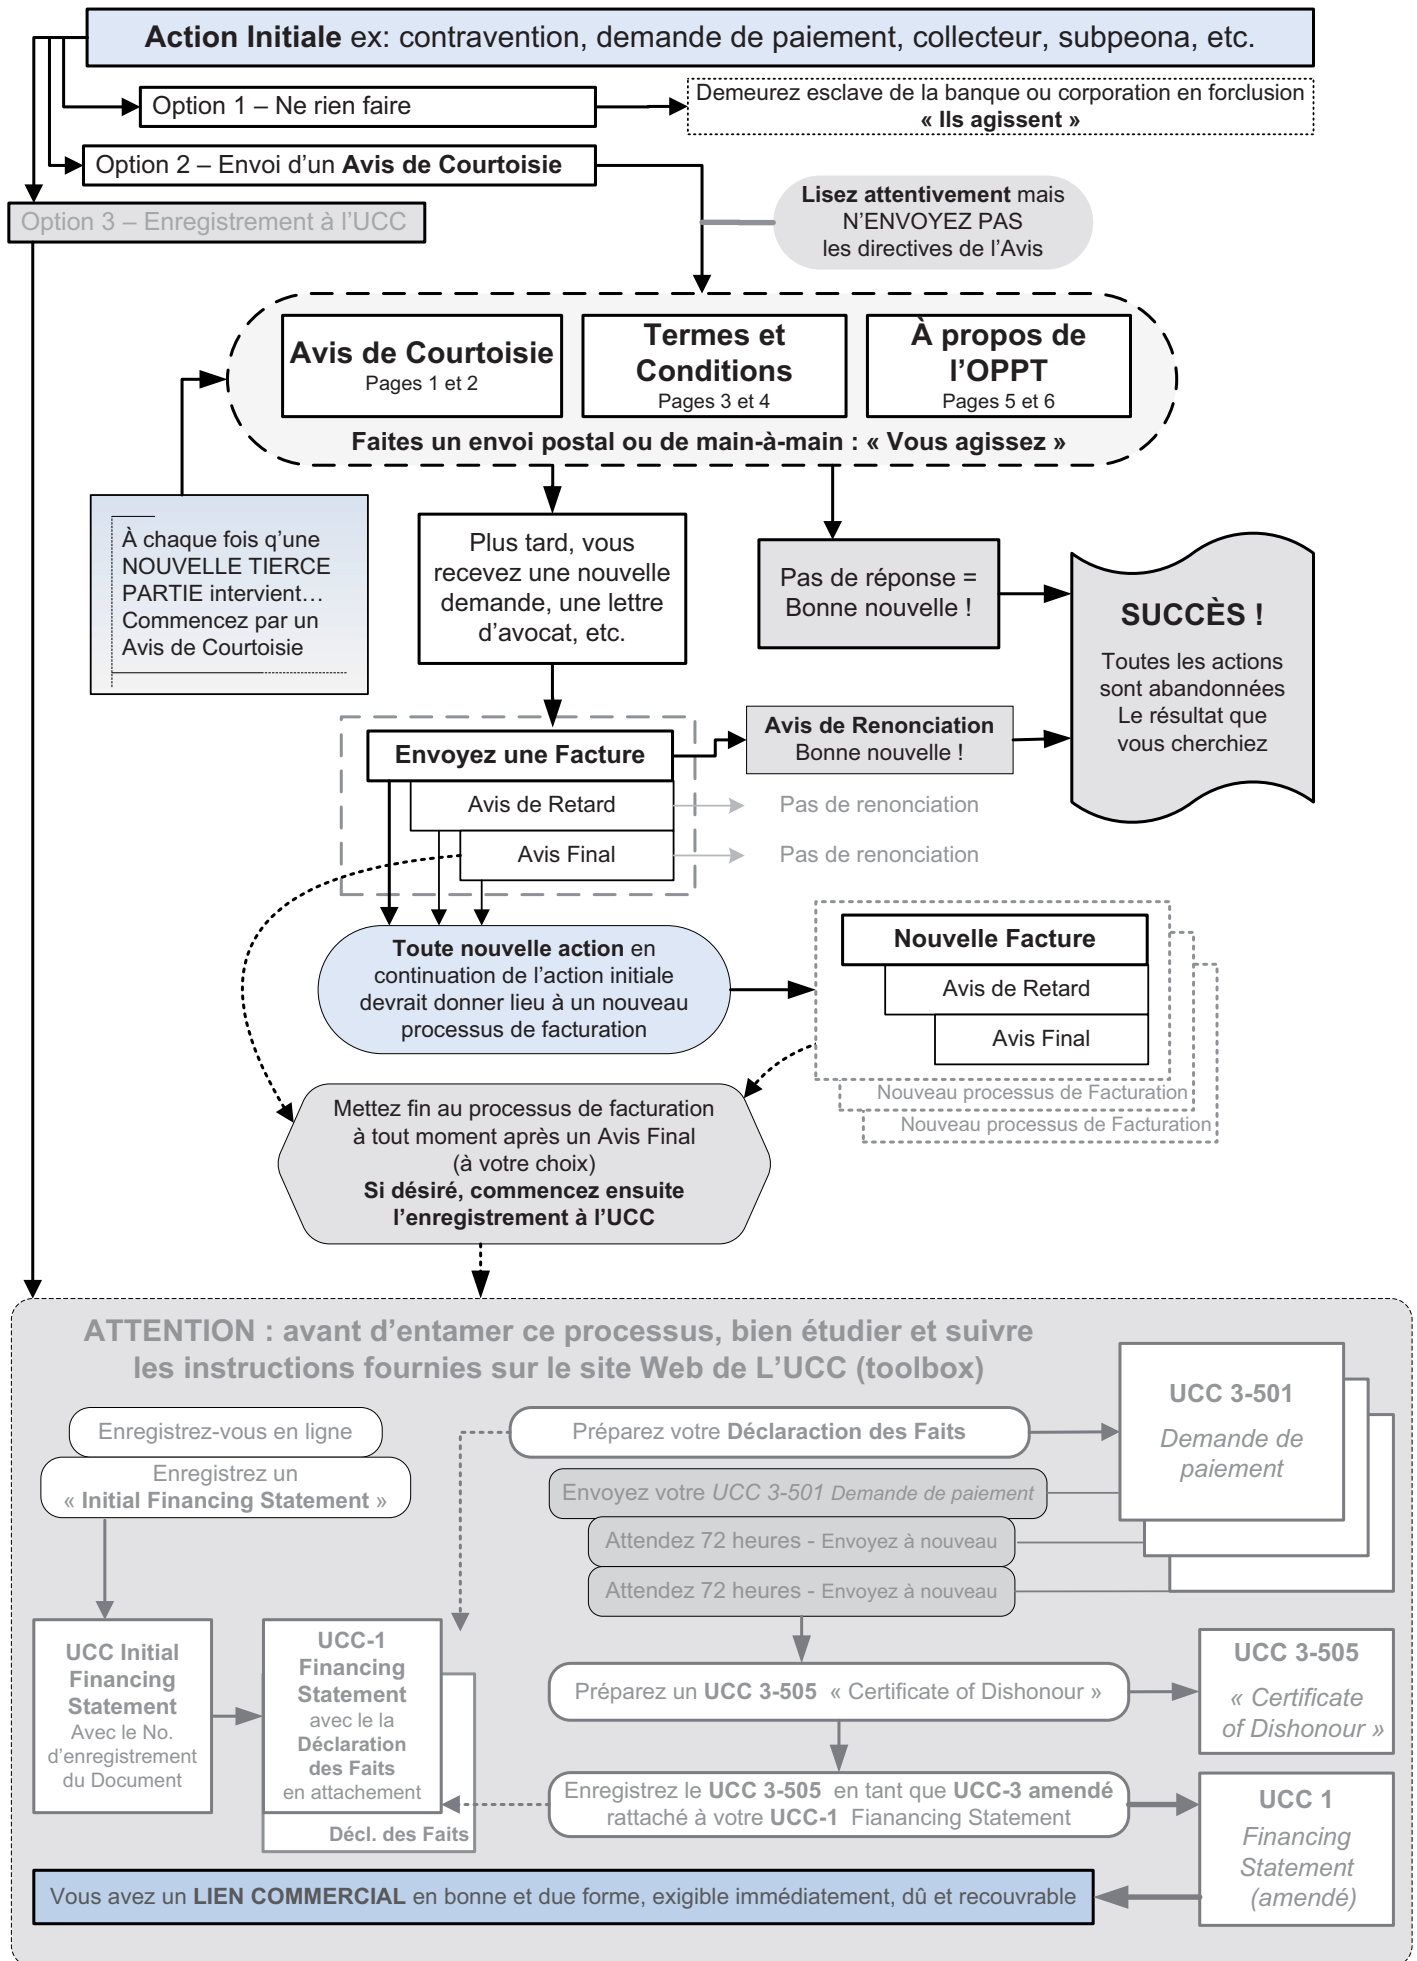 Action Initiale ex: contravention, demande de paiement, collecteur, subpeona, etc.
Option 1 – Ne rien faire
Demeurez esclave de la banque ou corporation en forclusion
« Ils agissent »
Option 2 – Envoi d’un Avis de Courtoisie
Lisez attentivement mais
N’ENVOYEZ PAS
les directives de l’Avis
Option 3 – Enregistrement à l’UCC
Avis de Courtoisie
Pages 1 et 2
Termes et
Conditions
Pages 3 et 4
À propos de
l’OPPT
Pages 5 et 6
Faites un envoi postal ou de main-à-main : « Vous agissez »
À chaque fois q’une
NOUVELLE TIERCE
PARTIE intervient…
Commencez par un
Avis de Courtoisie
Plus tard, vous
recevez une nouvelle
demande, une lettre
d’avocat, etc.
Pas de réponse =
Bonne nouvelle !
SUCCÈS !
Toutes les actions
sont abandonnées
Le résultat que
vous cherchiez
Envoyez une Facture
Avis de Retard
Avis Final
Avis de Renonciation
Bonne nouvelle !
Pas de renonciation
Pas de renonciation
Toute nouvelle action en
continuation de l’action initiale
devrait donner lieu à un nouveau
processus de facturation
Nouvelle Facture
Avis de Retard
Avis Final
Nouveau processus de Facturation
Nouveau processus de Facturation
Mettez fin au processus de facturation
à tout moment après un Avis Final
(à votre choix)
Si désiré, commencez ensuite
l’enregistrement à l’UCC
ATTENTION : avant d’entamer ce processus, bien étudier et suivre
les instructions fournies sur le site Web de L’UCC (toolbox)
Enregistrez-vous en ligne
Enregistrez un
« Initial Financing Statement »
Préparez votre Déclaraction des Faits
Envoyez votre UCC 3-501 Demande de paiement
Attendez 72 heures - Envoyez à nouveau
Attendez 72 heures - Envoyez à nouveau
UCC 3-501
Demande de
paiement
UCC Initial
Financing
Statement
Avec le No.
d’enregistrement
du Document
UCC-1
Financing
Statement
avec le la
Déclaration
des Faits
en attachement
Décl. des Faits
Préparez un UCC 3-505 « Certificate of Dishonour »
UCC 3-505
« Certificate
of Dishonour »
Enregistrez le UCC 3-505 en tant que UCC-3 amendé
rattaché à votre UCC-1 Fianancing Statement
UCC 1
Financing
Statement
(amendé)
Vous avez un LIEN COMMERCIAL en bonne et due forme, exigible immédiatement, dû et recouvrable